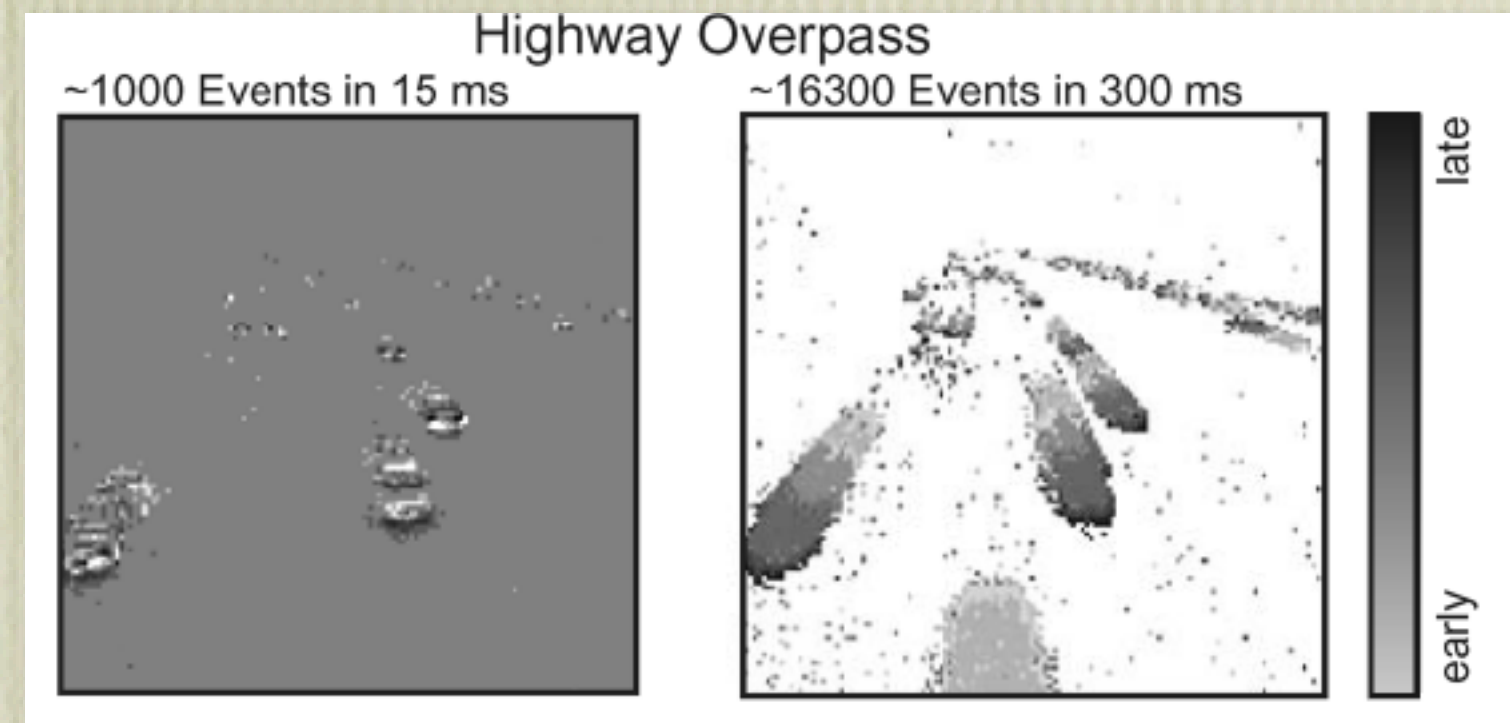 Highway Overpass
~1000 Events in 15 ms
~16300 Events in 300 ms
late
early